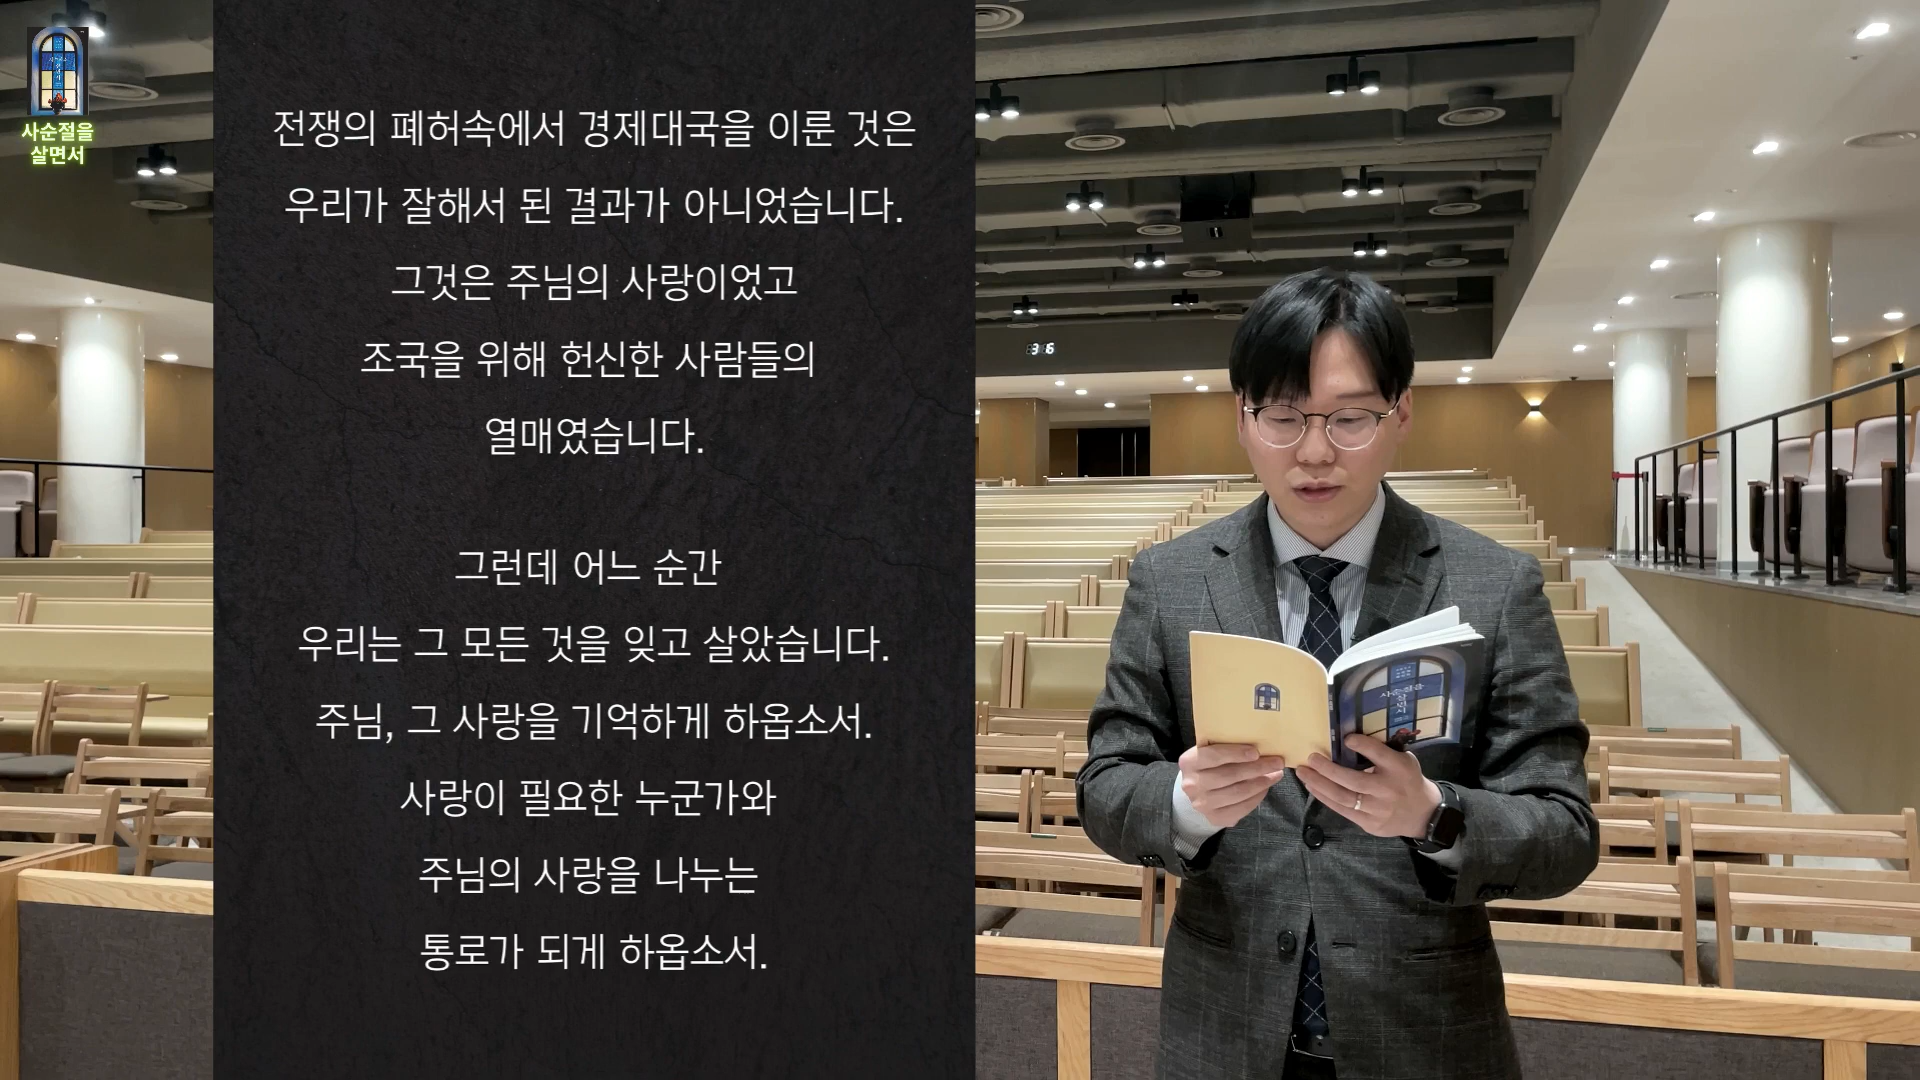 사순절을
살면서
전쟁의 폐허속에서 경제대국을 이룬 것은
우리가 잘해서 된 결과가 아니었습니다.
그것은 주님의 사랑이었고
조국을 위해 헌신한 사람들의
열매였습니다.
그런데 어느 순간
우리는 그 모든 것을 잊고 살았습니다.
주님, 그 사랑을 기억하게 하옵소서.
사랑이 필요한 누군가와
주님의 사랑을 나누는
통로가 되게 하옵소서.
사순절을
살
면
서